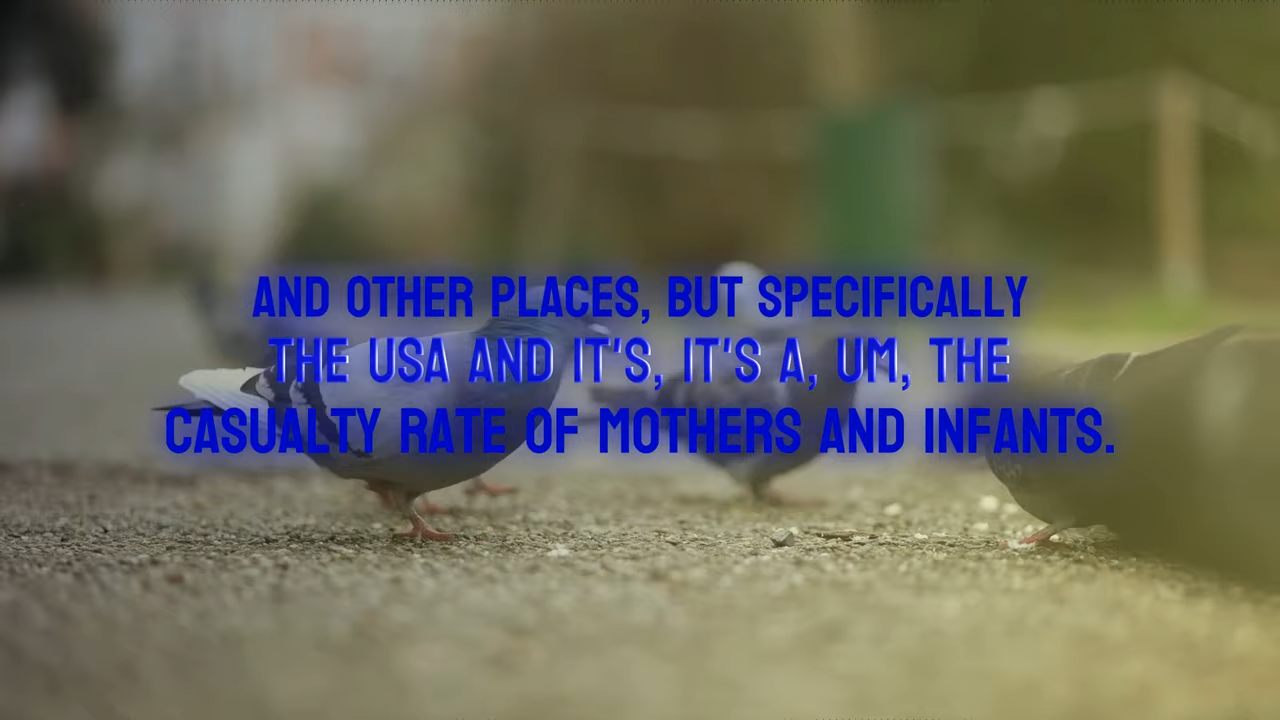 AND OTHER PLACES, BUT SPECIFICALLY
THE USA AND IT'S, IT'S A, UM, THE
CASUALTY RATE OF MOTHERS AND INFANTS.